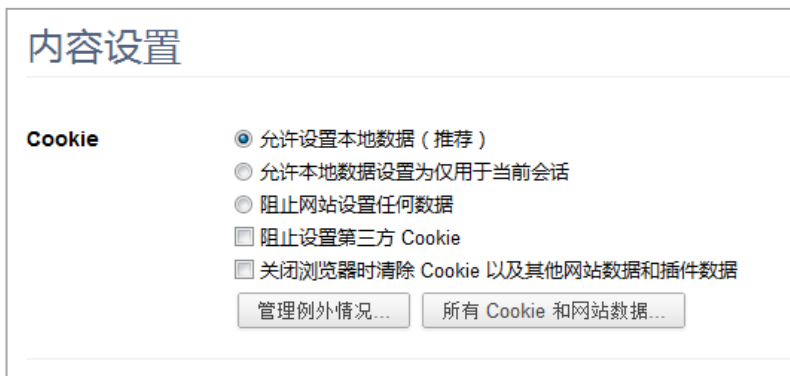 内容设置
Cookie
允许设置本地数据（推荐）
允许本地数据设置为仅用于当前会话
阻止网站设置任何数据
阻止设置第三方 Cookie
关闭浏览器时清除 Cookie 以及其他网站数据和插件数据
管理例外情况... 所有 Cookie 和网站数据...